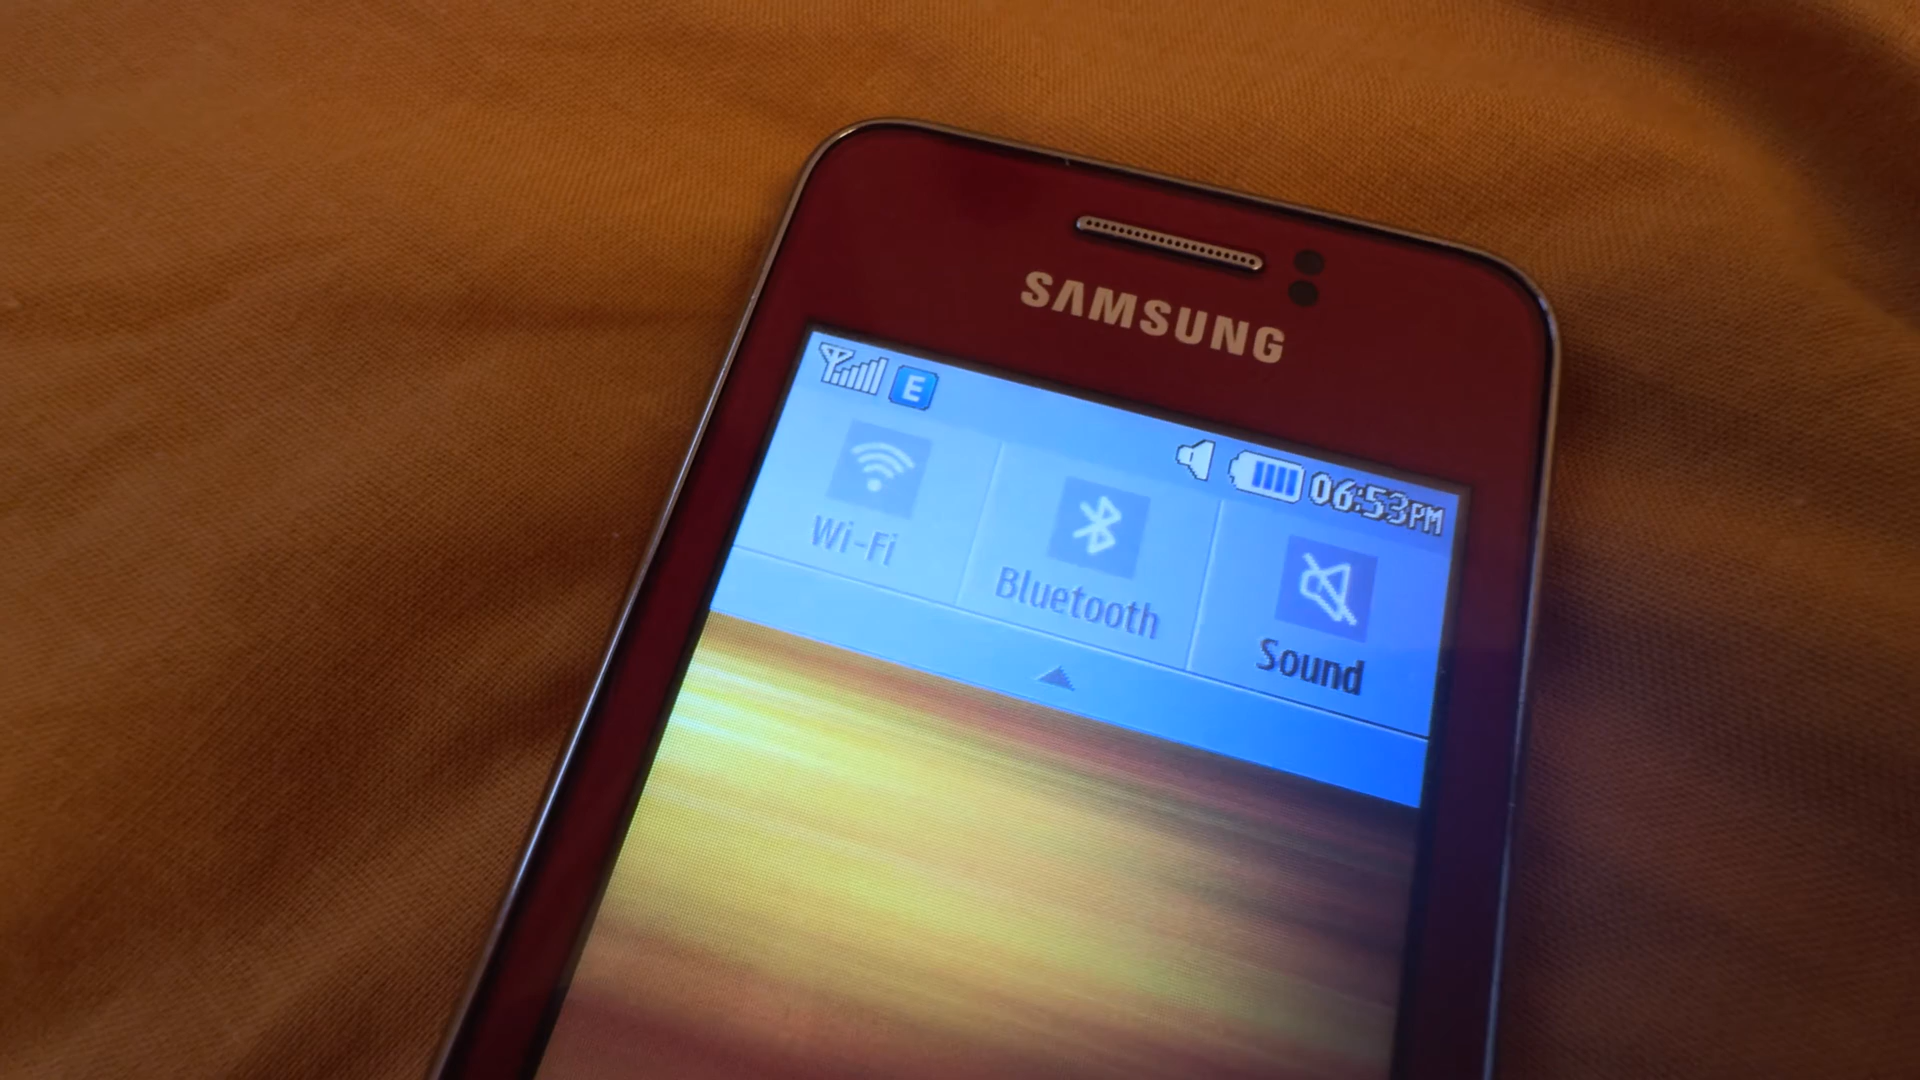 SAMSUNG
E
06:53PM
Wi-Fi
Bluetooth
Sound